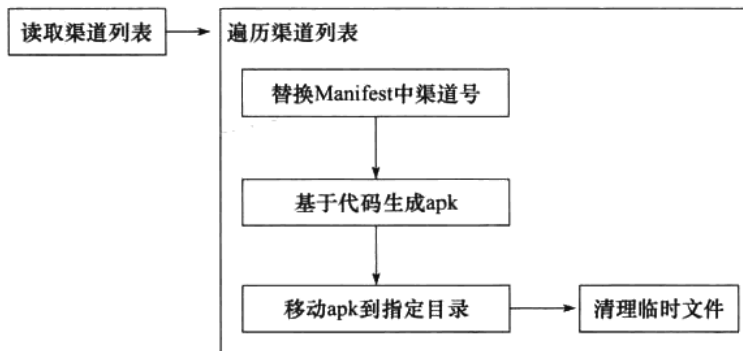 读取渠道列表
遍历渠道列表
替换Manifest中渠道号
基于代码生成apk
移动apk到指定目录
清理临时文件